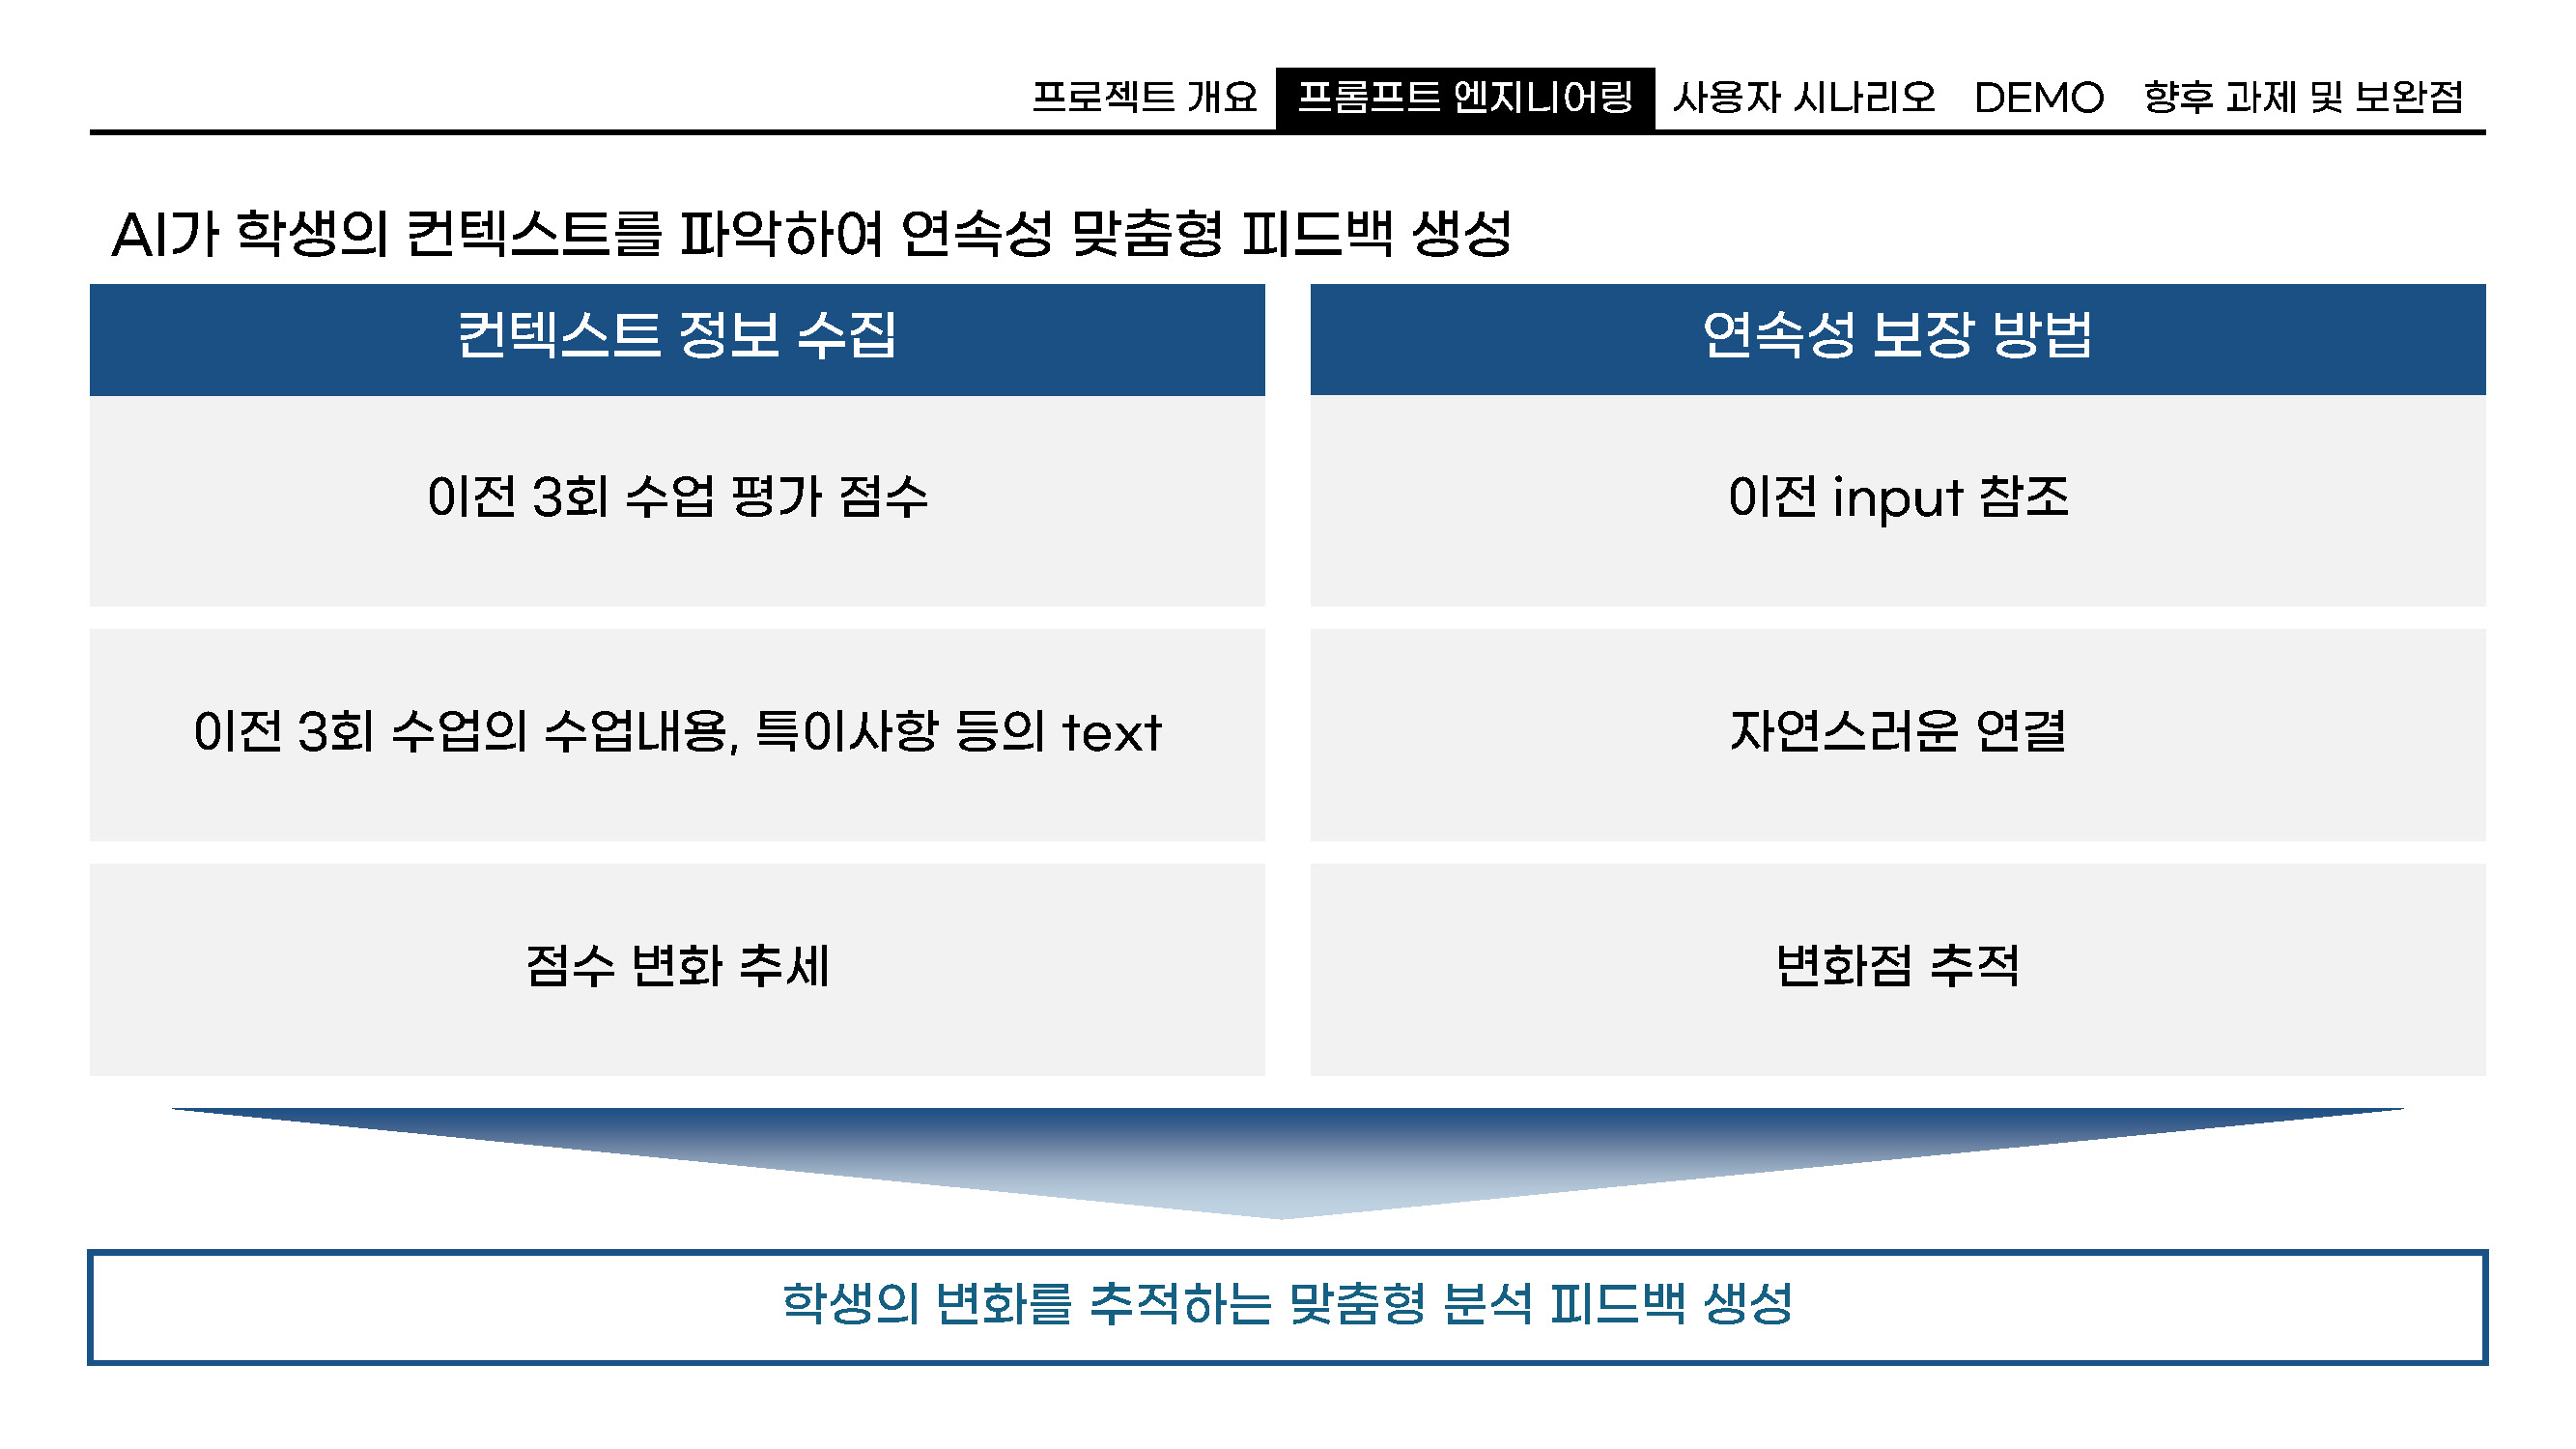 프로젝트 개요 프롬프트 엔지니어링 사용자 시나리오 DEMO 향후 과제 및 보완점
AI가 학생의 컨텍스트를 파악하여 연속성 맞춤형 피드백 생성
컨텍스트 정보 수집
이전 3회 수업 평가 점수
이전 3회 수업의 수업내용, 특이사항 등의 text
점수 변화 추세
연속성 보장 방법
이전 input 참조
자연스러운 연결
변화점 추적
학생의 변화를 추적하는 맞춤형 분석 피드백 생성